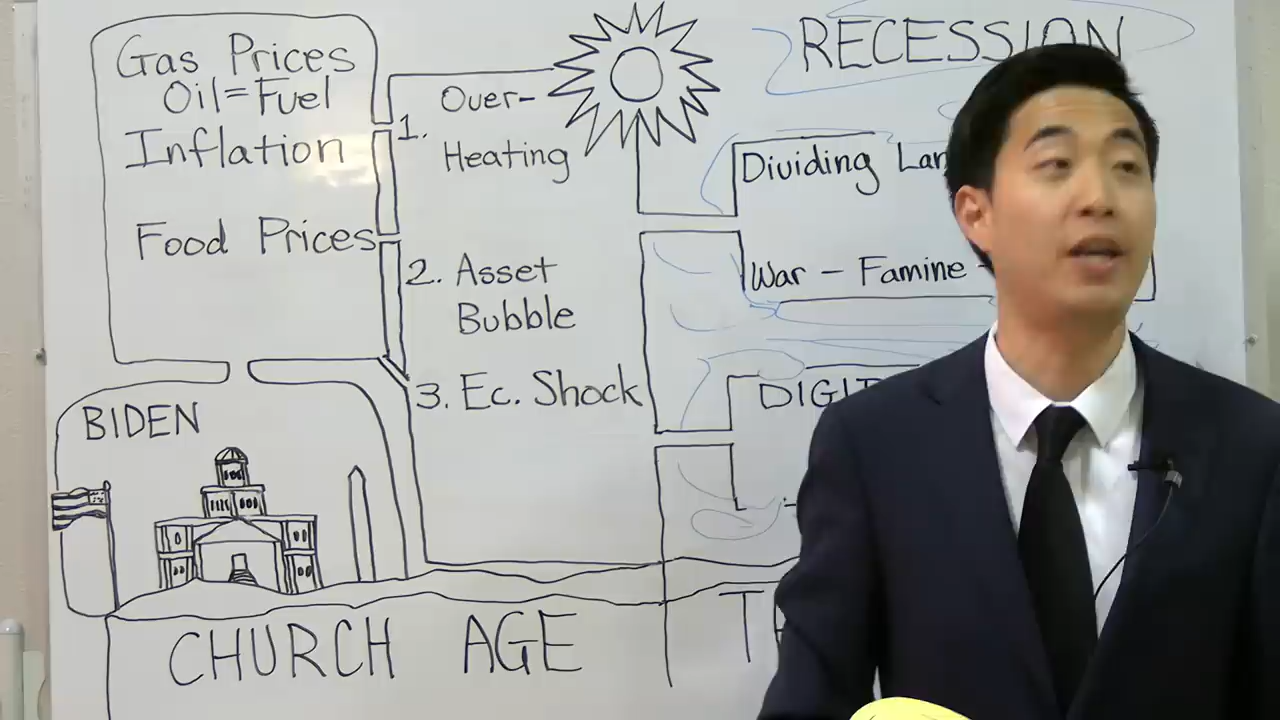 Gas Prices
Oil=Fuel
Inflation
Food Prices
BIDEN
1. Over-
Heating
2. Asset
Bubble
3. Ec. Shock
RECESSION
Dividing
War - Famine -
CHURCH AGE